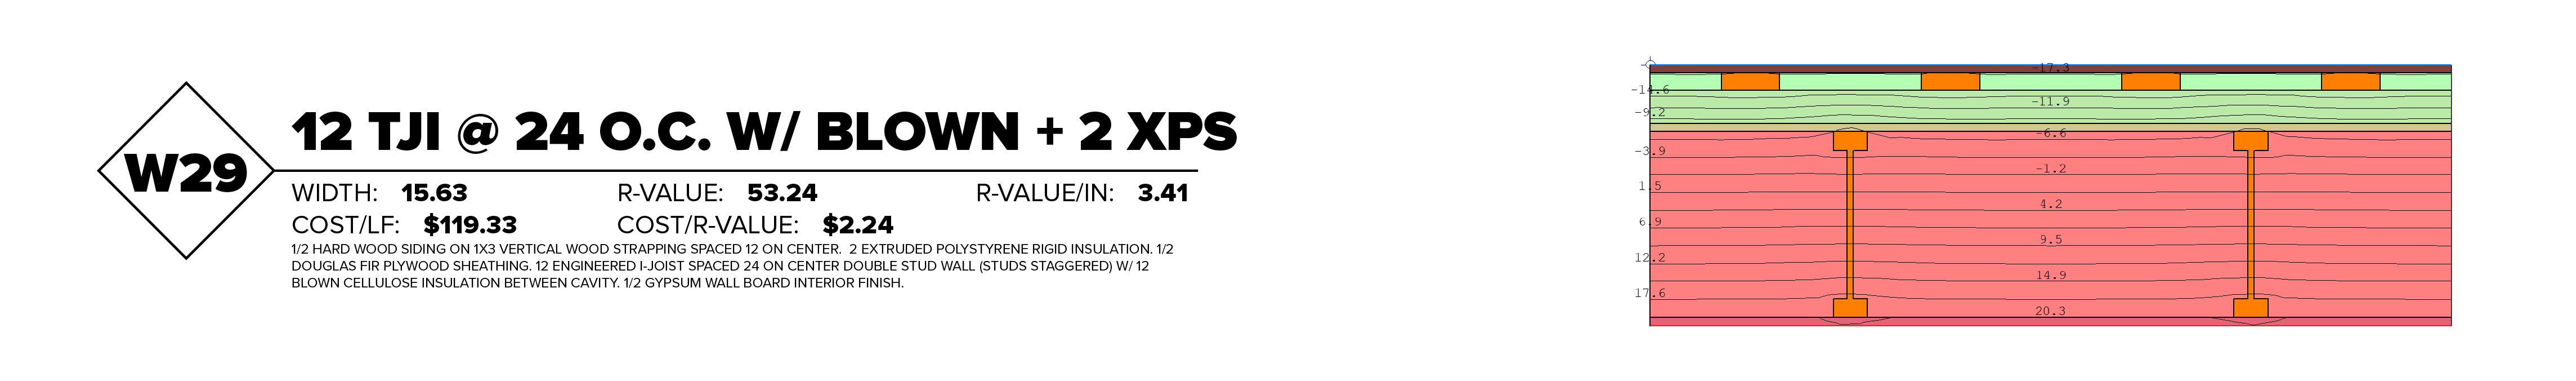 W29
12 TJI @ 24 O.C. W/ BLOWN + 2 XPS
WIDTH: 15.63 R-VALUE: 53.24 R-VALUE/IN: 3.41
COST/LF: $119.33 COST/R-VALUE: $2.24
1/2 HARD WOOD SIDING ON 1X3 VERTICAL WOOD STRAPPING SPACED 12 ON CENTER. 2 EXTRUDED POLYSTYRENE RIGID INSULATION. 1/2
DOUGLAS FIR PLYWOOD SHEATHING. 12 ENGINEERED I-JOIST SPACED 24 ON CENTER DOUBLE STUD WALL (STUDS STAGGERED) W/ 12
BLOWN CELLULOSE INSULATION BETWEEN CAVITY. 1/2 GYPSUM WALL BOARD INTERIOR FINISH.
-17.3
-14.6
-11.9
-9.2
-6.6
-3.9
-1.2
1.5
4.2
6.9
9.5
12.2
14.9
17.6
20.3